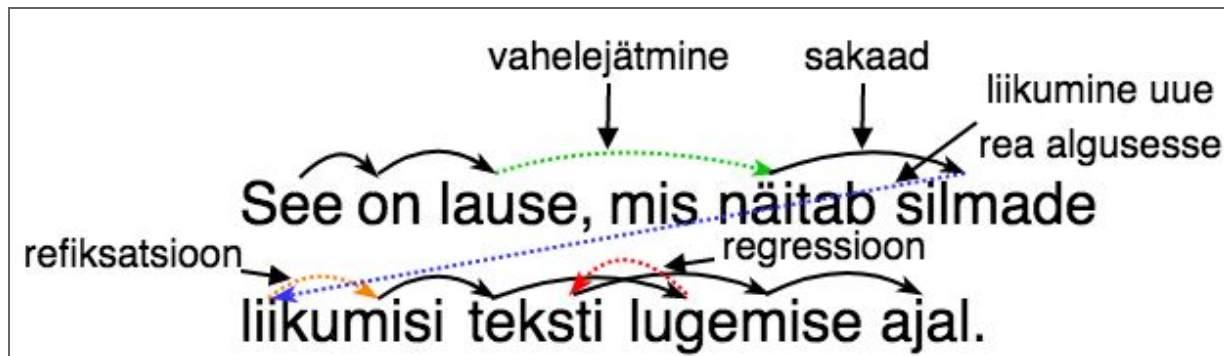 vahelejätmine
sakaad
liikumine uue
rea algusesse
See on lause, mis näitab silmade
refiksatsioon
regressioon
liikumisi teksti lugemise ajal.